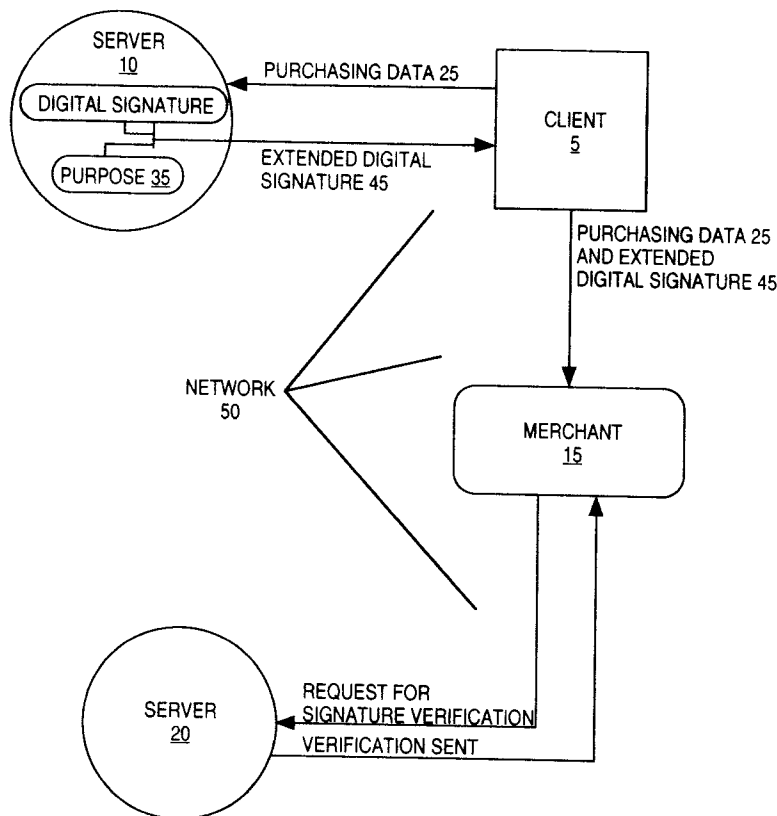 SERVER
10
DIGITAL SIGNATURE
PURPOSE 35
PURCHASING DATA 25
EXTENDED DIGITAL
SIGNATURE 45
CLIENT
5
PURCHASING DATA 25
AND EXTENDED
DIGITAL SIGNATURE 45
NETWORK
50
MERCHANT
15
SERVER
20
REQUEST FOR
SIGNATURE VERIFICATION
VERIFICATION SENT